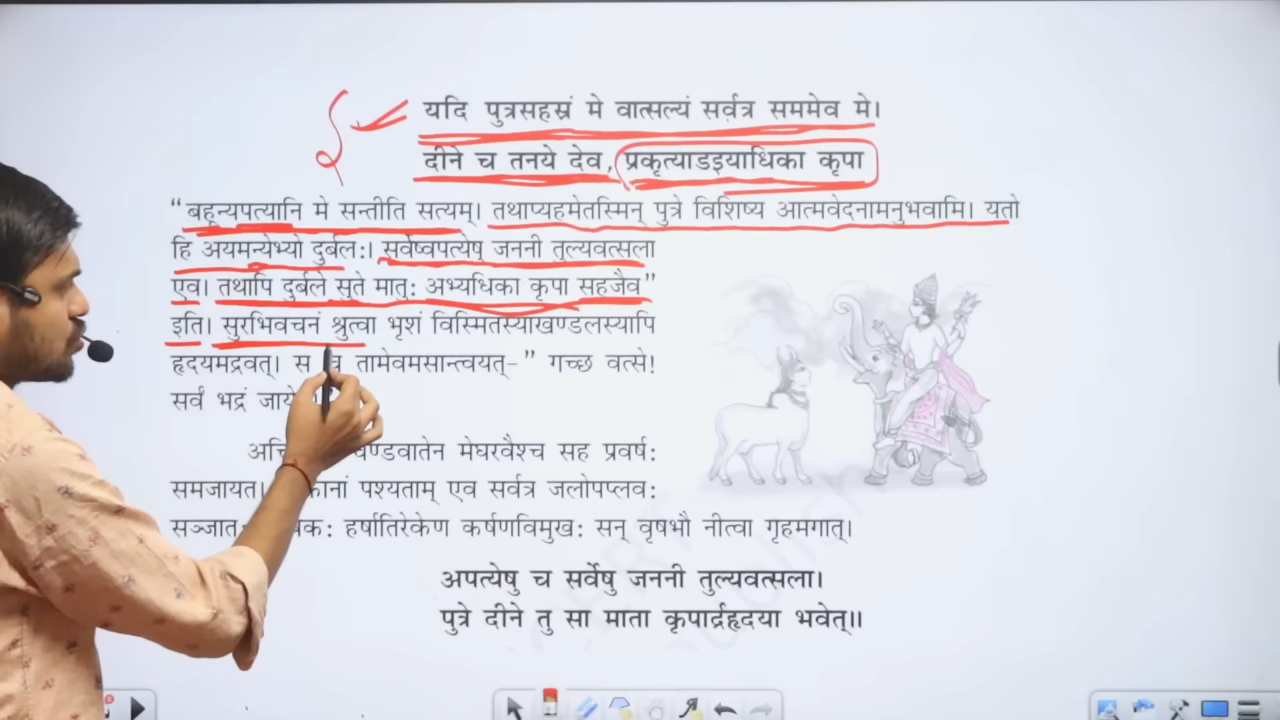 यदि पुत्रसहस्रं मे वात्सल्यं सर्वत्र सममेव मे।
दीने च तनये देव, प्रकृत्याडइयाधिका कृपा
“बहून्यपत्यानि मे सन्तीति सत्यम्। तथाप्यहमेतस्मिन् पुत्रे विशिष्य आत्मवेदनामनुभवामि। यतो
हि अयमन्येभ्यो दुर्बलः। सर्वेष्वपत्येषु जननी तुल्यवत्सला
एव। तथापि दुर्बले सुते मातुः अभ्यधिका कृपा सहजैव”
इति। सुरभिवचनं श्रुत्वा भृशं विस्मितस्याखण्डलस्यापि
हृदयमद्रवत्। स तामेवमसान्त्वयत्-” गच्छ वत्से!
सर्वं भद्रं
मेघरवैश्च सह प्रवर्षः
समजायत। पश्यताम् एव सर्वत्र जलोपप्लवः
हर्षातिरेकेण कर्षणविमुखः सन् वृषभौ नीत्वा गृहमगात्।
अपत्येषु च सर्वेषु जननी तुल्यवत्सला।
पुत्रे दीने तु सा माता कृपार्द्रहृदया भवेत्॥